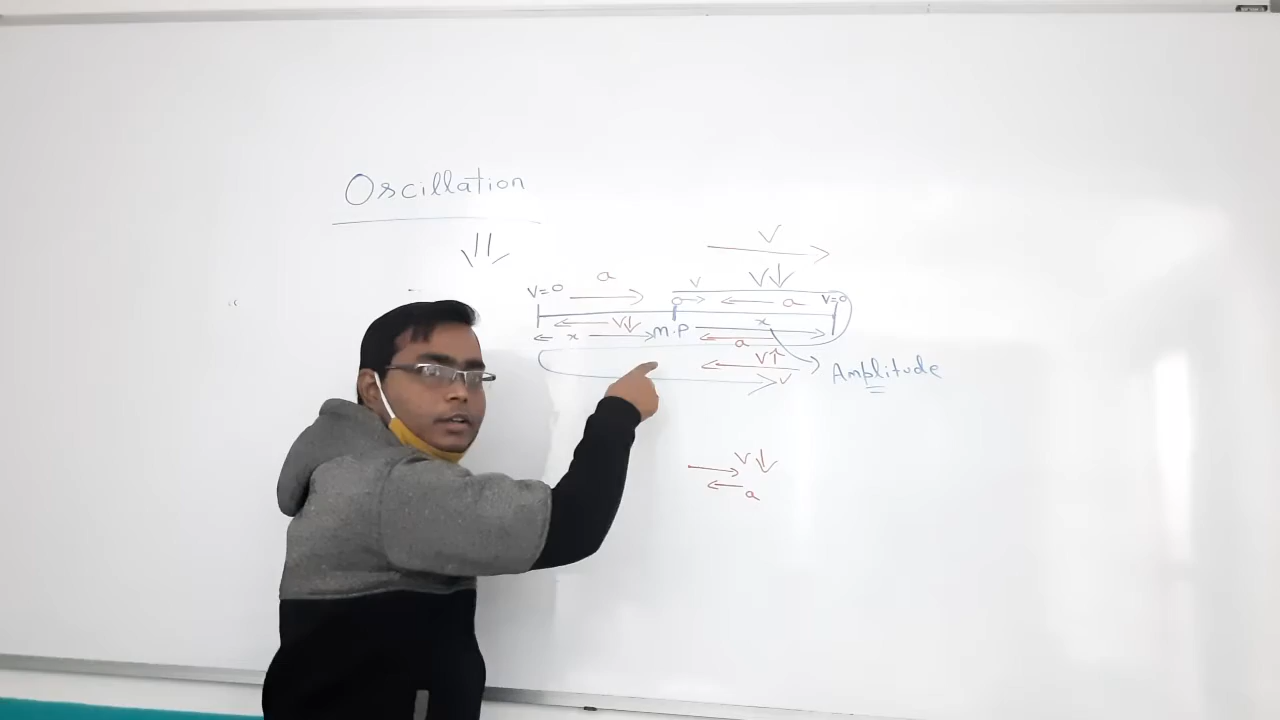 Oscillation
V
a
V↓
V=0
v
a
V=0
V↓
M.P
x
x
a
V↑
Amplitude
V
V↓
a